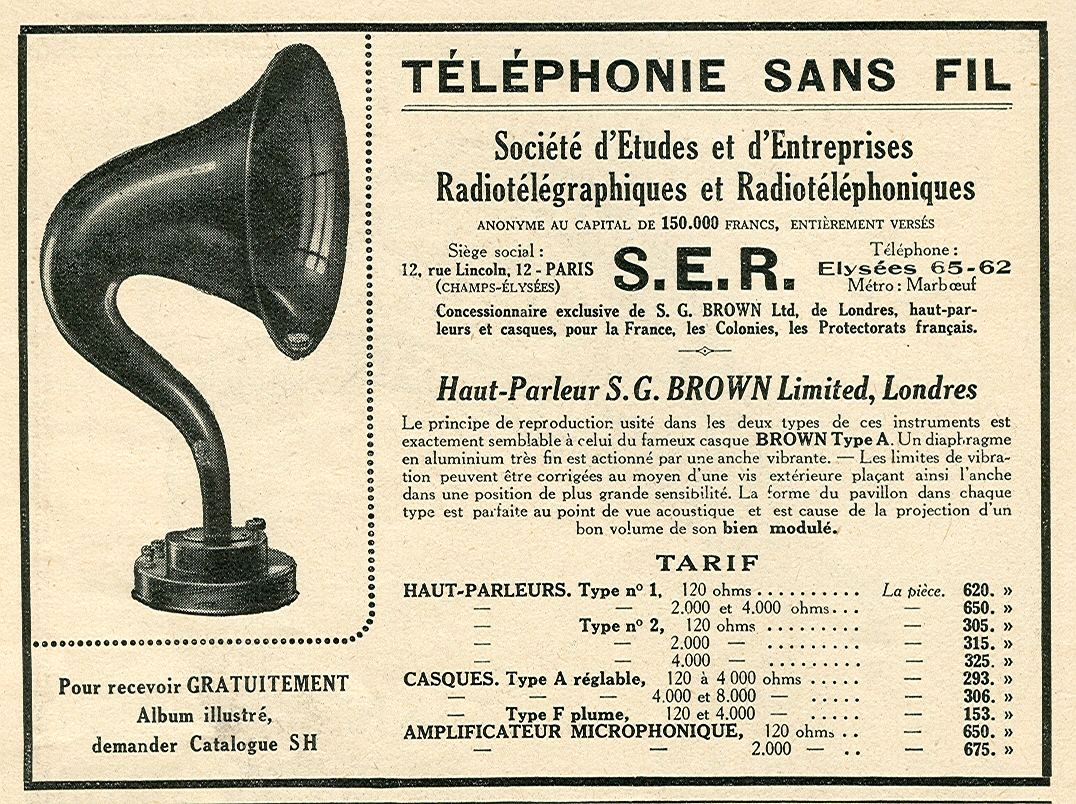 TÉLÉPHONIE SANS FIL
Société d'Etudes et d'Entreprises
Radiotélégraphiques et Radiotéléphoniques
ANONYME AU CAPITAL DE 150.000 FRANCS, ENTIÈREMENT VERSÉS
Siège social :
12, rue Lincoln, 12 - PARIS
(CHAMPS-ÉLYSÉES)
S.E.R.
Téléphone :
Elysées 65-62
Métro : Marbœuf
Concessionnaire exclusive de S. G. BROWN Ltd, de Londres, haut-par-
leurs et casques, pour la France, les Colonies, les Protectorats français.
Haut-Parleur S. G. BROWN Limited, Londres
Le principe de reproduction usité dans les deux types de ces instruments est
exactement semblable à celui du fameux casque BROWN Type A. Un diaphragme
en aluminium très fin est actionné par une anche vibrante. — Les limites de vibra-
tion peuvent être corrigées au moyen d'une vis extérieure plaçant ainsi l'anche
dans une position de plus grande sensibilité. La forme du pavillon dans chaque
type est parfaite au point de vue acoustique et est cause de la projection d'un
bon volume de son bien modulé.
TARIF
HAUT-PARLEURS. Type nº 1, 120 ohms .......... La pièce. 620. »
— — 2.000 et 4.000 ohms... — 650. »
— Type nº 2, 120 ohms ......... — 305. »
— — 2.000 — ......... — 315. »
— — 4.000 — ......... — 325. »
CASQUES. Type A réglable, 120 à 4 000 ohms ..... — 293. »
— — — 4.000 et 8.000 — ..... — 306. »
— Type F plume, 120 et 4.000 — ..... — 153. »
AMPLIFICATEUR MICROPHONIQUE, 120 ohms .. — 650. »
— — 2.000 — .. — 675. »
Pour recevoir GRATUITEMENT
Album illustré,
demander Catalogue SH